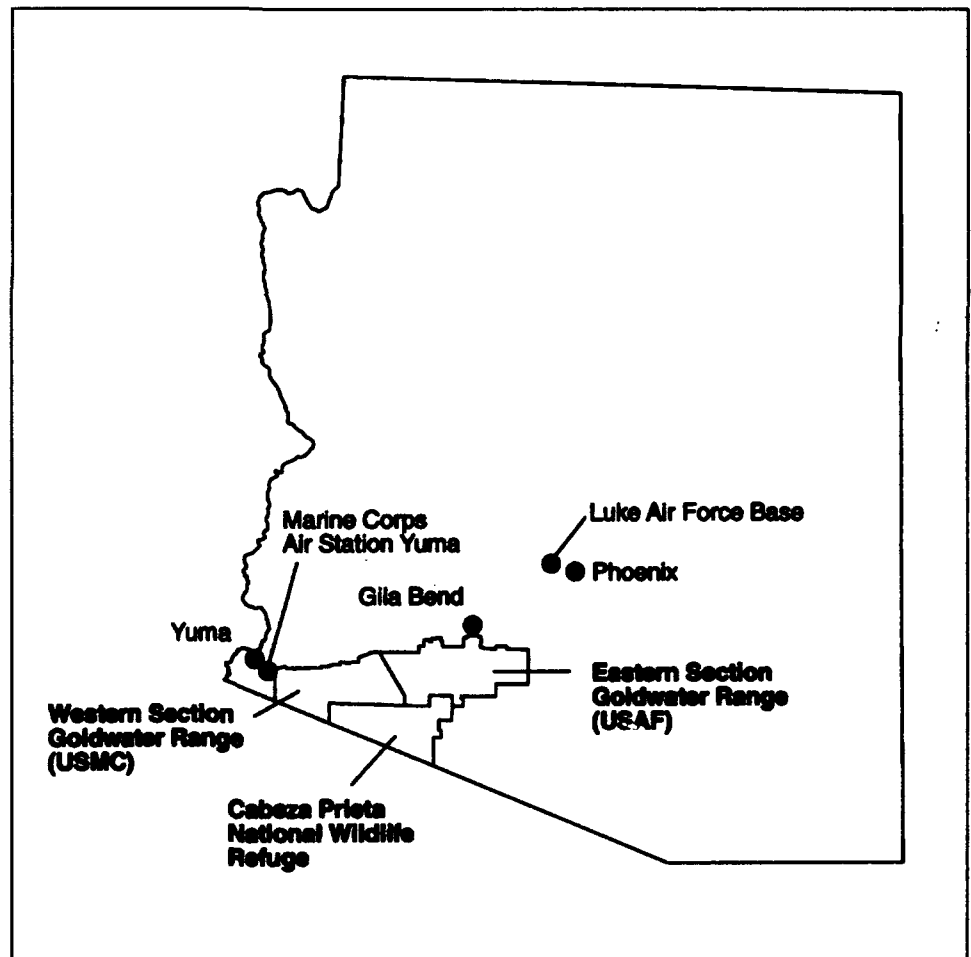 Marine Corps
Air Station Yuma
Luke Air Force Base
Phoenix
Gila Bend
Yuma
Eastern Section
Goldwater Range
(USAF)
Western Section
Goldwater Range
(USMC)
Cabeza Prieta
National Wildlife
Refuge